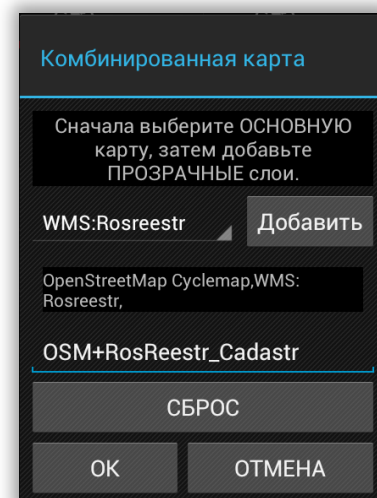 Комбинированная карта
Сначала выберите ОСНОВНУЮ
карту, затем добавьте
ПРОЗРАЧНЫЕ слои.
WMS:Rosreestr
Добавить
OpenStreetMap Cyclemap,WMS:
Rosreestr,
OSM+RosReestr_Cadastr
СБРОС
ОК
ОТМЕНА